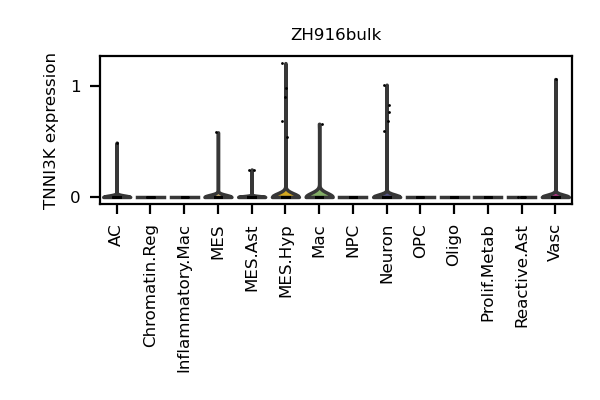 ZH916bulk
TNNI3K expression
1
0
AC
Chromatin.Reg
Inflammatory.Mac
MES
MES.Ast
MES.Hyp
Mac
NPC
Neuron
OPC
Oligo
Prolif.Metab
Reactive.Ast
Vasc